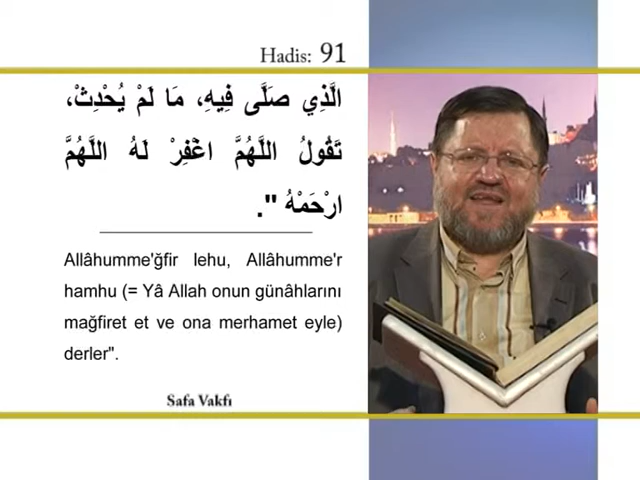 Hadis: 91
الَّذِي صَلَّى فِيهِ، مَا لَمْ يُحْدِثْ،
تَقُولُ اللَّهُمَّ اغْفِرْ لَهُ اللَّهُمَّ
ارْحَمْهُ ".
Allâhumme'ğfir lehu, Allâhumme'r
hamhu (= Yâ Allah onun günâhlarını
mağfiret et ve ona merhamet eyle)
derler".
Safa Vakfı